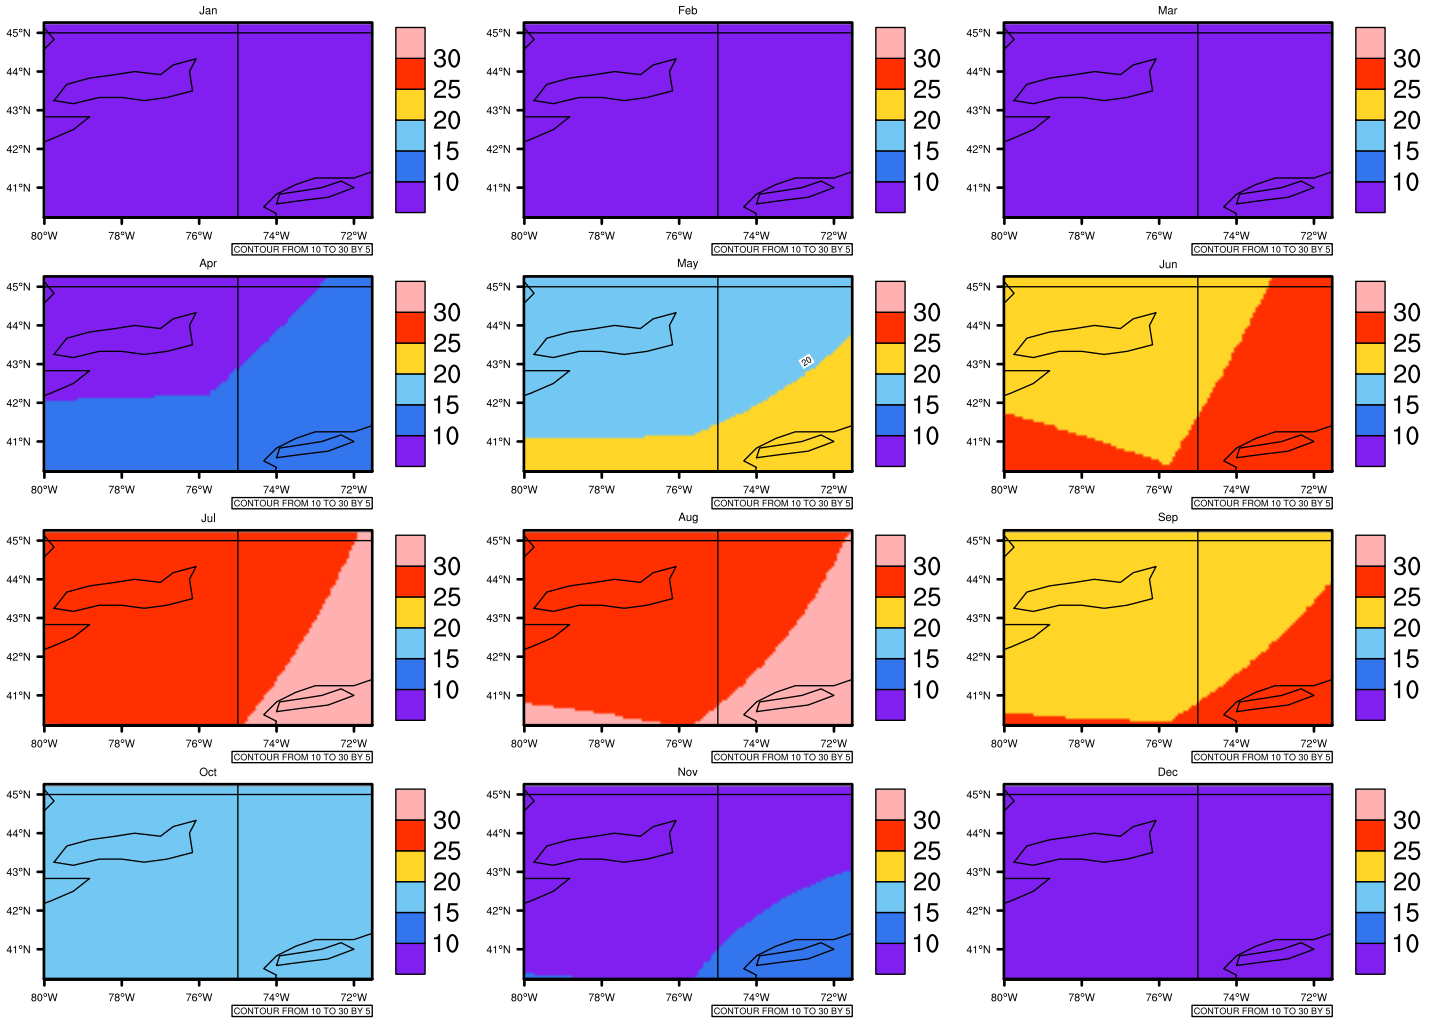 Jan Feb Mar
45°N 30 45°N 30 45°N 30
44°N 25 44°N 25 44°N 25
43°N 20 43°N 20 43°N 20
42°N 15 42°N 15 42°N 15
41°N 10 41°N 10 41°N 10
80°W 78°W 76°W 74°W 72°W 80°W 78°W 76°W 74°W 72°W 80°W 78°W 76°W 74°W 72°W
CONTOUR FROM 10 TO 30 BY 5 CONTOUR FROM 10 TO 30 BY 5 CONTOUR FROM 10 TO 30 BY 5
Apr May Jun
45°N 30 45°N 30 45°N 30
44°N 25 44°N 25 44°N 25
43°N 20 43°N 20 20 43°N 20
42°N 15 42°N 15 42°N 15
41°N 10 41°N 10 41°N 10
80°W 78°W 76°W 74°W 72°W 80°W 78°W 76°W 74°W 72°W 80°W 78°W 76°W 74°W 72°W
CONTOUR FROM 10 TO 30 BY 5 CONTOUR FROM 10 TO 30 BY 5 CONTOUR FROM 10 TO 30 BY 5
Jul Aug Sep
45°N 30 45°N 30 45°N 30
44°N 25 44°N 25 44°N 25
43°N 20 43°N 20 43°N 20
42°N 15 42°N 15 42°N 15
41°N 10 41°N 10 41°N 10
80°W 78°W 76°W 74°W 72°W 80°W 78°W 76°W 74°W 72°W 80°W 78°W 76°W 74°W 72°W
CONTOUR FROM 10 TO 30 BY 5 CONTOUR FROM 10 TO 30 BY 5 CONTOUR FROM 10 TO 30 BY 5
Oct Nov Dec
45°N 30 45°N 30 45°N 30
44°N 25 44°N 25 44°N 25
43°N 20 43°N 20 43°N 20
42°N 15 42°N 15 42°N 15
41°N 10 41°N 10 41°N 10
80°W 78°W 76°W 74°W 72°W 80°W 78°W 76°W 74°W 72°W 80°W 78°W 76°W 74°W 72°W
CONTOUR FROM 10 TO 30 BY 5 CONTOUR FROM 10 TO 30 BY 5 CONTOUR FROM 10 TO 30 BY 5